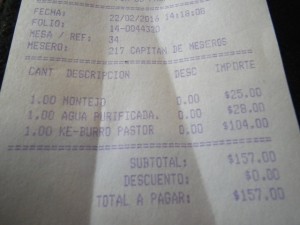 FECHA: 22/02/2016 14:18:00
FOLIO: 14-0044320
MESA / REF: 34
MESERO: 217 CAPITAN DE MESEROS
CANT DESCRIPCION DESC IMPORTE
1.00 MONTEJO 0.00 $25.00
1.00 AGUA PURIFICADA. 0.00 $28.00
1.00 KE-BURRO PASTOR 0.00 $104.00
SUBTOTAL: $157.00
DESCUENTO: $0.00
TOTAL A PAGAR: $157.00